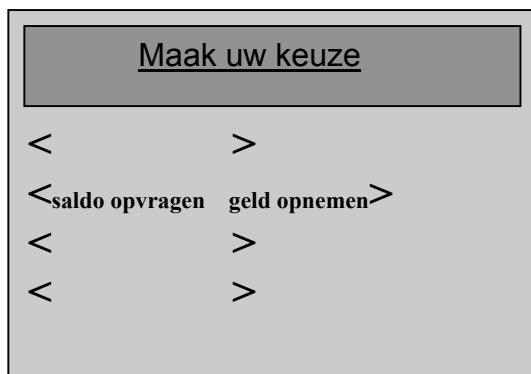 Maak uw keuze
< >
<saldo opvragen geld opnemen>
< >
< >